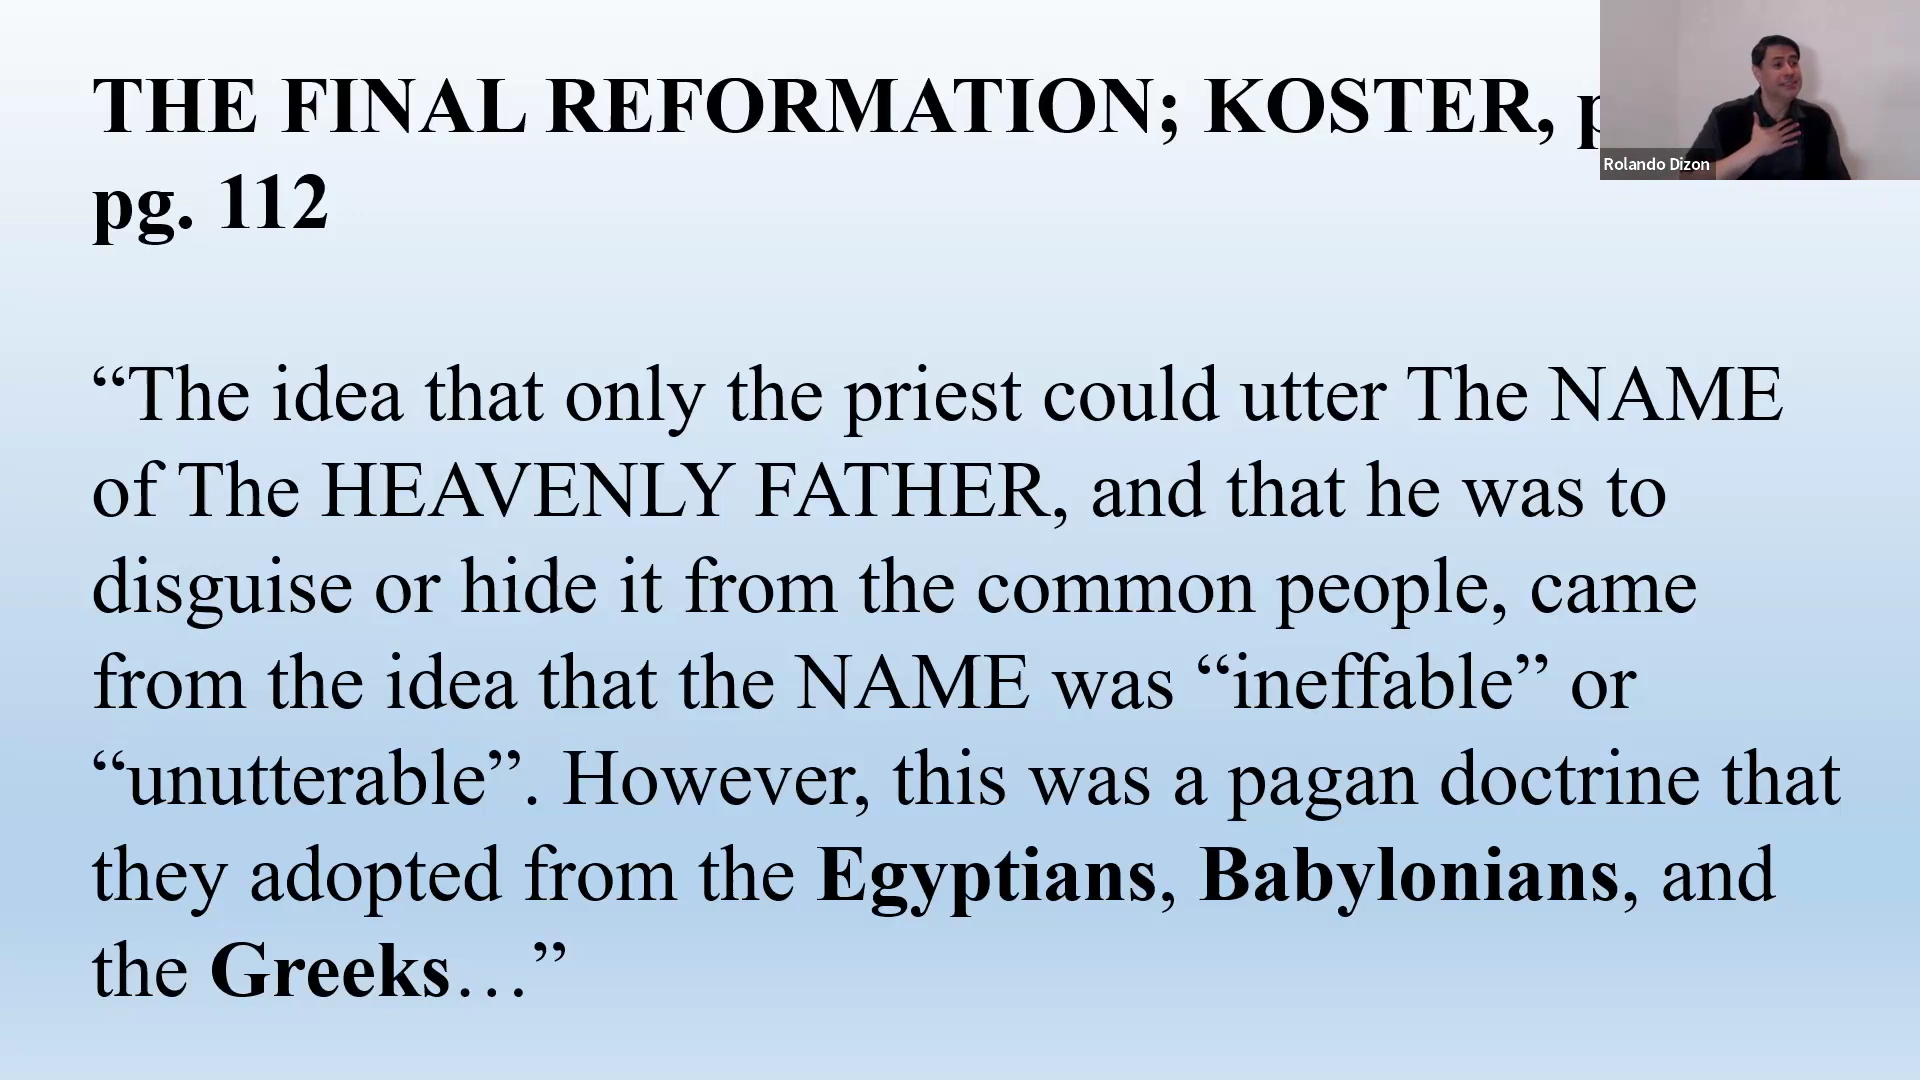 THE FINAL REFORMATION; KOSTER,
pg. 112
Rolando Dizon
“The idea that only the priest could utter The NAME
of The HEAVENLY FATHER, and that he was to
disguise or hide it from the common people, came
from the idea that the NAME was “ineffable” or
“unutterable”. However, this was a pagan doctrine that
they adopted from the Egyptians, Babylonians, and
the Greeks…”